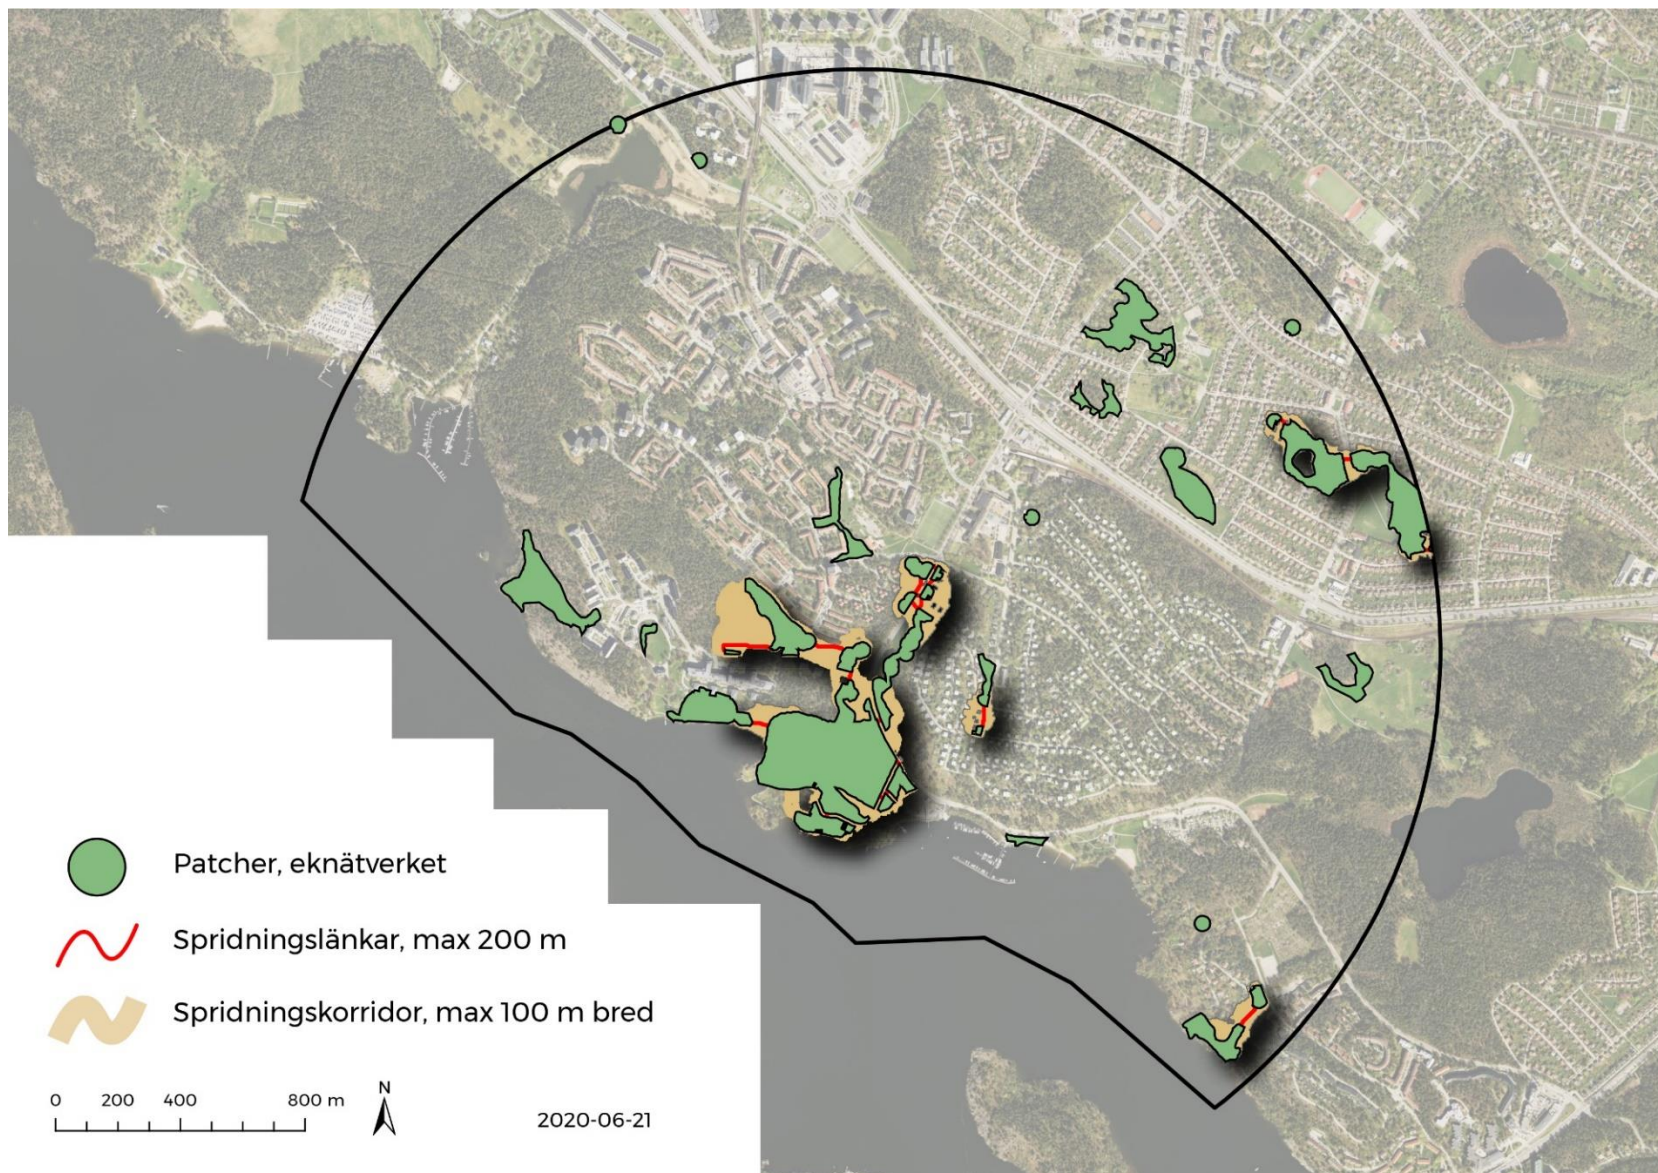 Patcher, eknätverket
Spridningslänkar, max 200 m
Spridningskorridor, max 100 m bred
0 200 400 800 m
N
2020-06-21